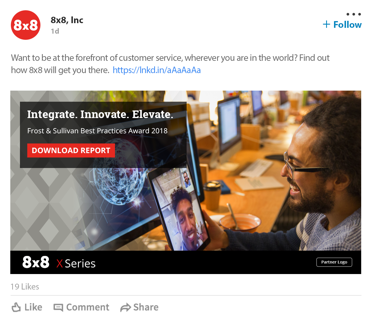 8x8
8x8, Inc
1d
+ Follow
Want to be at the forefront of customer service, wherever you are in the world? Find out
how 8x8 will get you there. https://lnkd.in/aAaAaAa
Integrate. Innovate. Elevate.
Frost & Sullivan Best Practices Award 2018
DOWNLOAD REPORT
8x8 X Series
Partner Logo
19 Likes
Like
Comment
Share